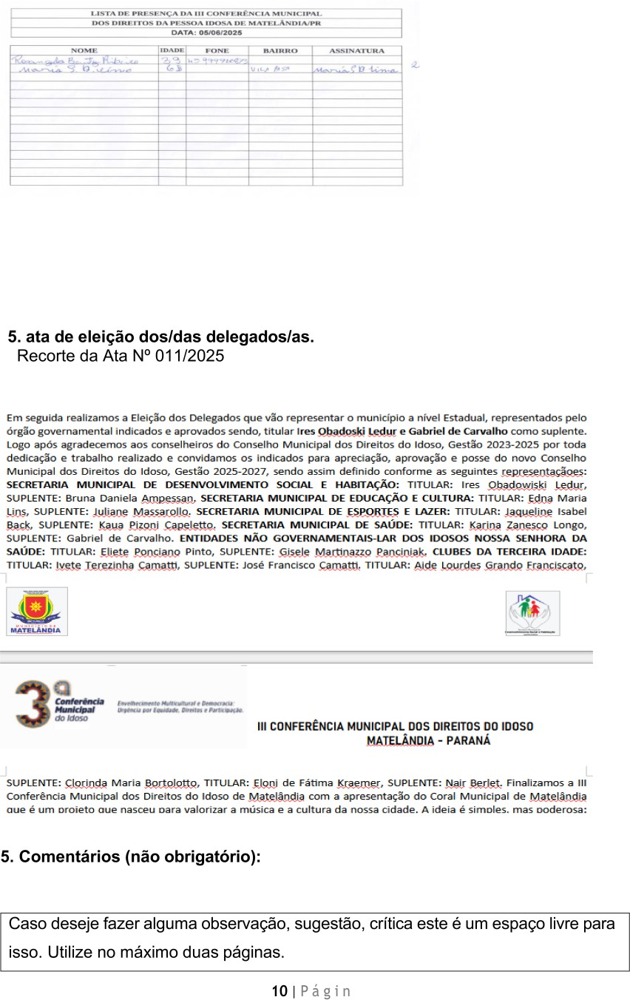 LISTA DE PRESENÇA DA III CONFERÊNCIA MUNICIPAL
DOS DIREITOS DA PESSOA IDOSA DE MATELÂNDIA/PR
DATA: 05/06/2025
NOME IDADE FONE BAIRRO ASSINATURA
39
Maria S. B. Maria S B Lima
2
5. ata de eleição dos/das delegados/as.
Recorte da Ata Nº 011/2025
Em seguida realizamos a Eleição dos Delegados que vão representar o município a nível Estadual, representados pelo
órgão governamental indicados e aprovados sendo, titular Ires Obadoski Ledur e Gabriel de Carvalho como suplente.
Logo após agradecemos aos conselheiros do Conselho Municipal dos Direitos do Idoso, Gestão 2023-2025 por toda
dedicação e trabalho realizado e convidamos os indicados para apreciação, aprovação e posse do novo Conselho
Municipal dos Direitos do Idoso, Gestão 2025-2027, sendo assim definido conforme as seguintes representações:
SECRETARIA MUNICIPAL DE DESENVOLVIMENTO SOCIAL E HABITAÇÃO: TITULAR: Ires Obadowiski Ledur,
SUPLENTE: Bruna Daniela Ampessan, SECRETARIA MUNICIPAL DE EDUCAÇÃO E CULTURA: TITULAR: Edna Maria
Lins, SUPLENTE: Juliane Massarollo. SECRETARIA MUNICIPAL DE ESPORTES E LAZER: TITULAR: Jaqueline Isabel
Back, SUPLENTE: Kaua Pizoni Capeletto. SECRETARIA MUNICIPAL DE SAÚDE: TITULAR: Karina Zanesco Longo,
SUPLENTE: Gabriel de Carvalho. ENTIDADES NÃO GOVERNAMENTAIS-LAR DOS IDOSOS NOSSA SENHORA DA
SAÚDE: TITULAR: Eliete Ponciano Pinto, SUPLENTE: Gisele Martinazzo Panciniak. CLUBES DA TERCEIRA IDADE:
TITULAR: Ivete Terezinha Camatti, SUPLENTE: José Francisco Camatti. TITULAR: Aide Lourdes Grando Franciscato,
MUNICÍPIO DE
MATELÂNDIA
3ª Conferência
Municipal
do Idoso
Envelhecimento Multicultural e Democracia:
Urgência por Equidade, Direitos e Participação.
III CONFERÊNCIA MUNICIPAL DOS DIREITOS DO IDOSO
MATELÂNDIA – PARANÁ
SUPLENTE: Clorinda Maria Bortolotto, TITULAR: Eloni de Fátima Kraemer, SUPLENTE: Nair Berlet. Finalizamos a III
Conferência Municipal dos Direitos do Idoso de Matelândia com a apresentação do Coral Municipal de Matelândia
que é um projeto que nasceu para valorizar a música e a cultura da nossa cidade. A ideia é simples, mas poderosa:
5. Comentários (não obrigatório):
Caso deseje fazer alguma observação, sugestão, crítica este é um espaço livre para
isso. Utilize no máximo duas páginas.
10 | Págin